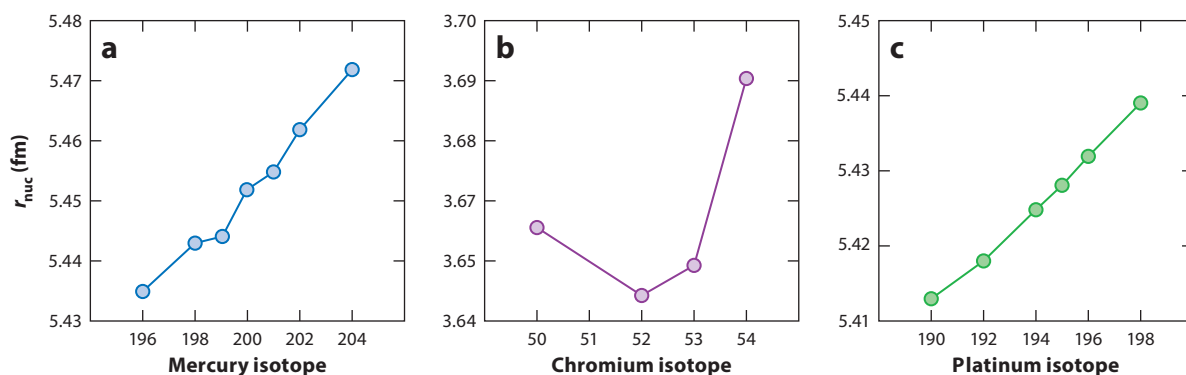 a
r nuc (fm)
5.48
5.47
5.46
5.45
5.44
5.43
196 198 200 202 204
Mercury isotope
b
3.70
3.69
3.68
3.67
3.65
3.64
50 51 52 53 54
Chromium isotope
c
5.45
5.44
5.43
5.42
5.41
190 192 194 196 198
Platinum isotope